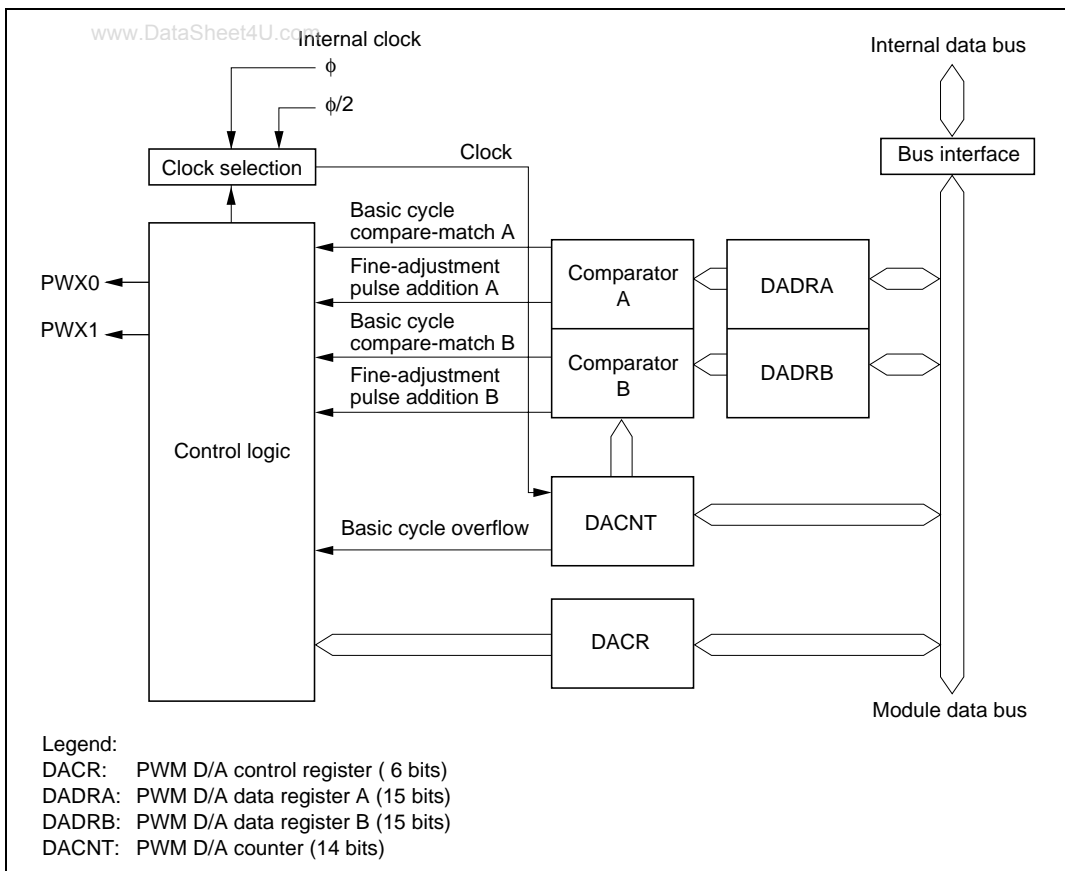 www.DataSheet4U.com
Internal clock
ϕ
ϕ/2
Internal data bus
Clock selection
Clock
Bus interface
Basic cycle
compare-match A
Fine-adjustment
pulse addition A
Basic cycle
compare-match B
Fine-adjustment
pulse addition B
PWX0
PWX1
Comparator
A
DADRA
Comparator
B
DADRB
Control logic
Basic cycle overflow
DACNT
DACR
Module data bus
Legend:
DACR: PWM D/A control register ( 6 bits)
DADRA: PWM D/A data register A (15 bits)
DADRB: PWM D/A data register B (15 bits)
DACNT: PWM D/A counter (14 bits)